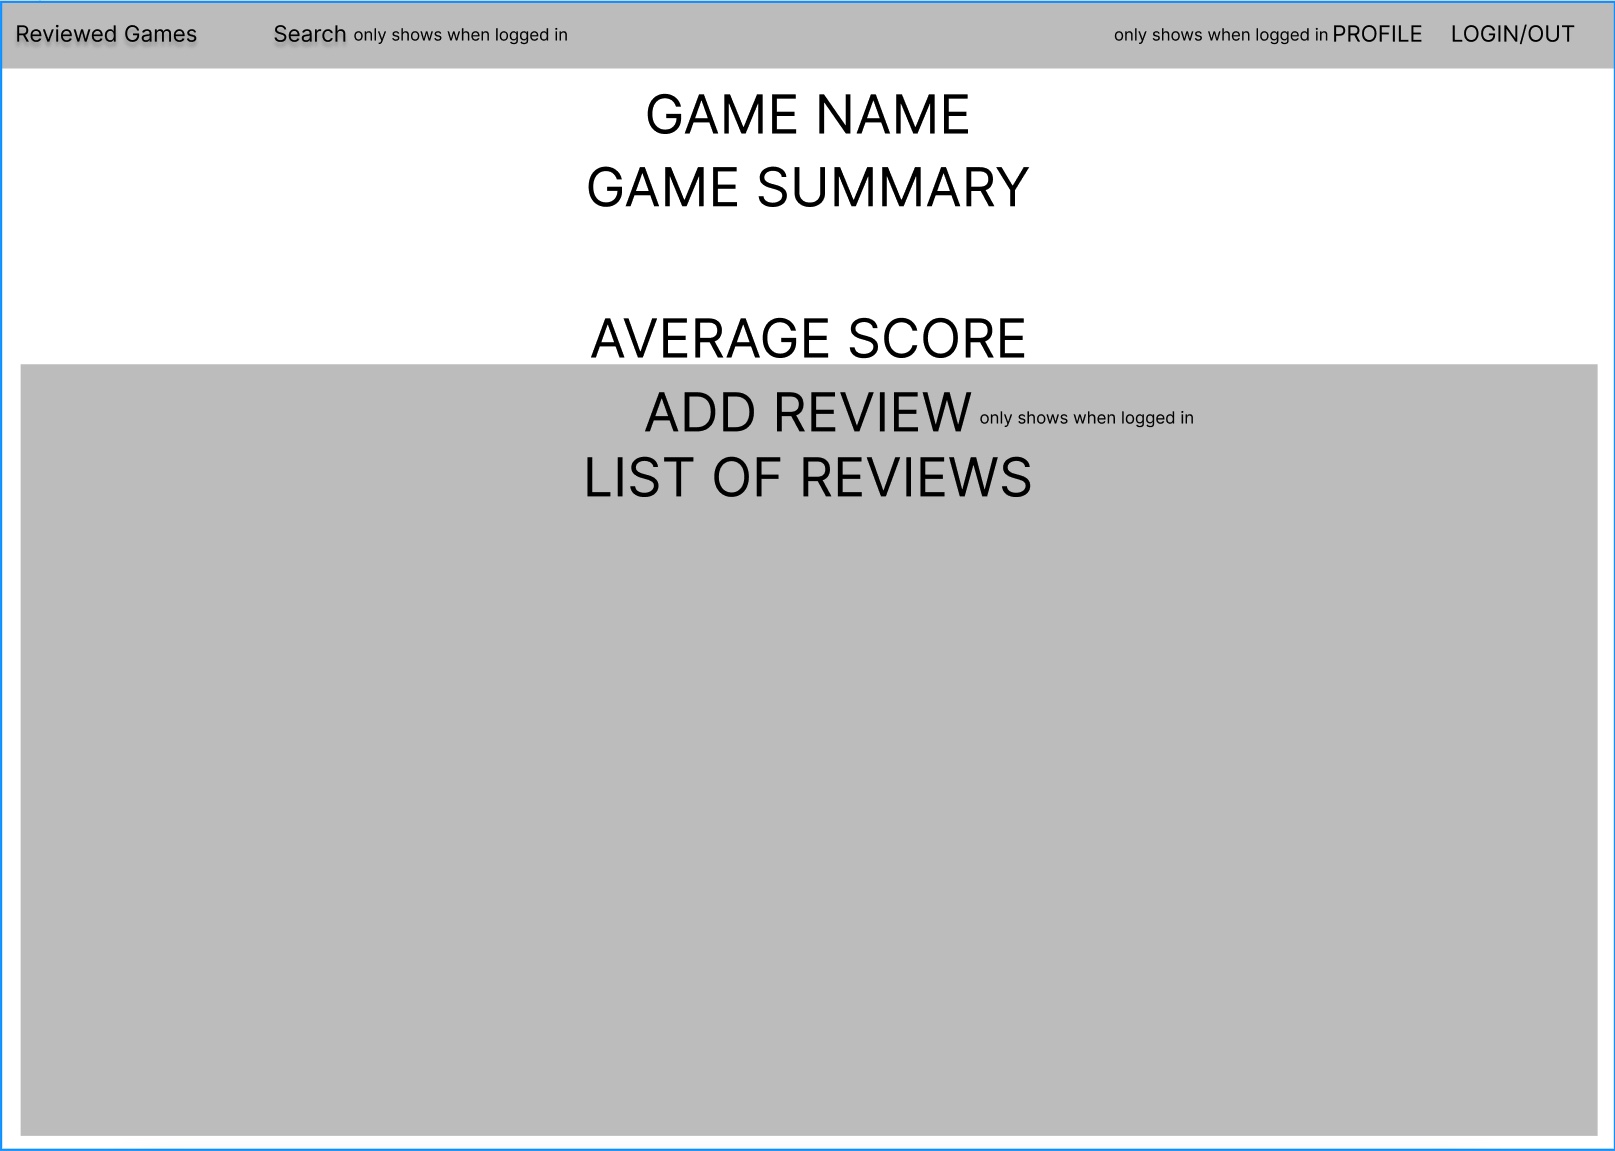 Reviewed Games Search only shows when logged in only shows when logged in PROFILE LOGIN/OUT
GAME NAME
GAME SUMMARY
AVERAGE SCORE
ADD REVIEW only shows when logged in
LIST OF REVIEWS